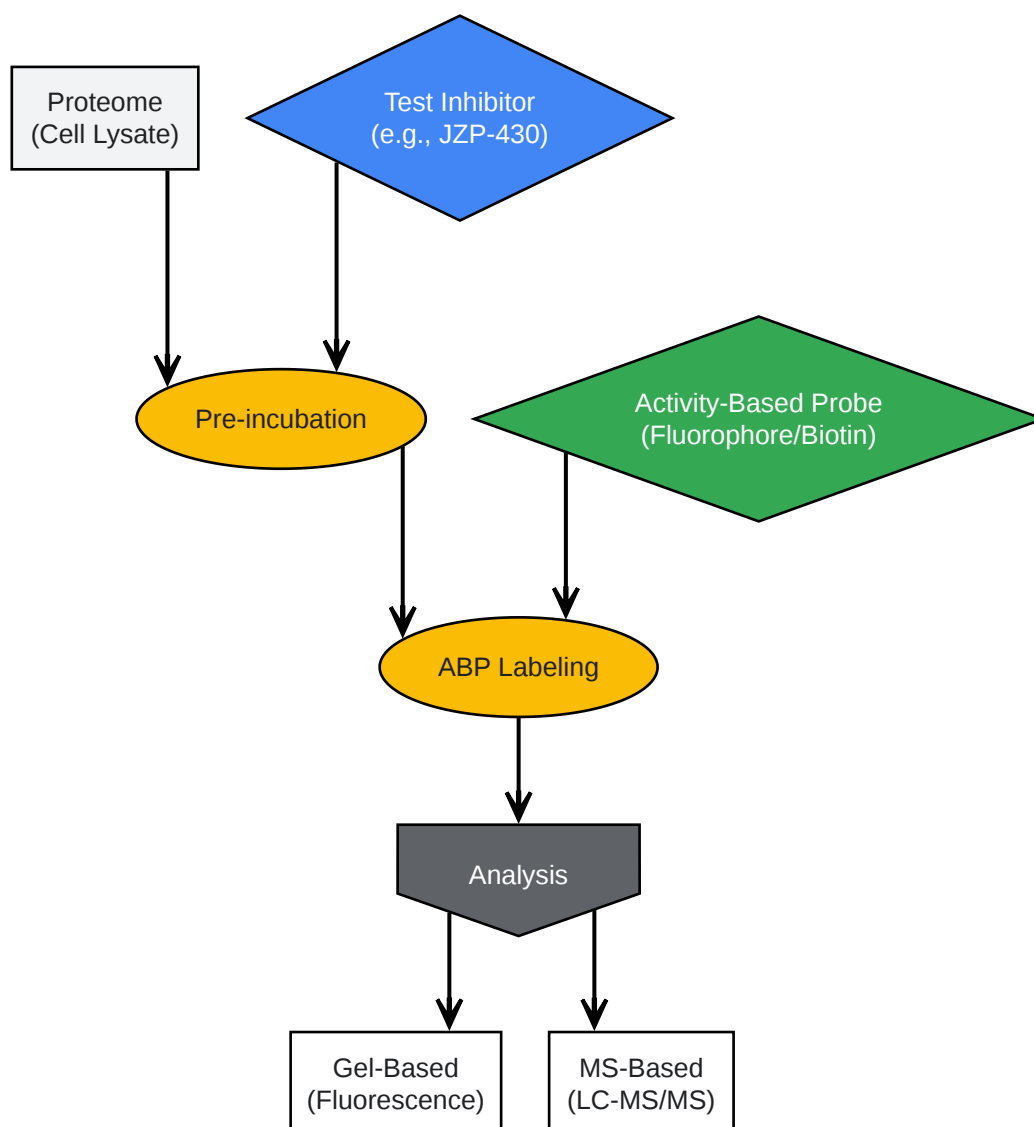 Proteome
(Cell Lysate)
Test Inhibitor
(e.g., JZP-430)
Pre-incubation
Activity-Based Probe
(Fluorophore/Biotin)
ABP Labeling
Analysis
Gel-Based
(Fluorescence)
MS-Based
(LC-MS/MS)